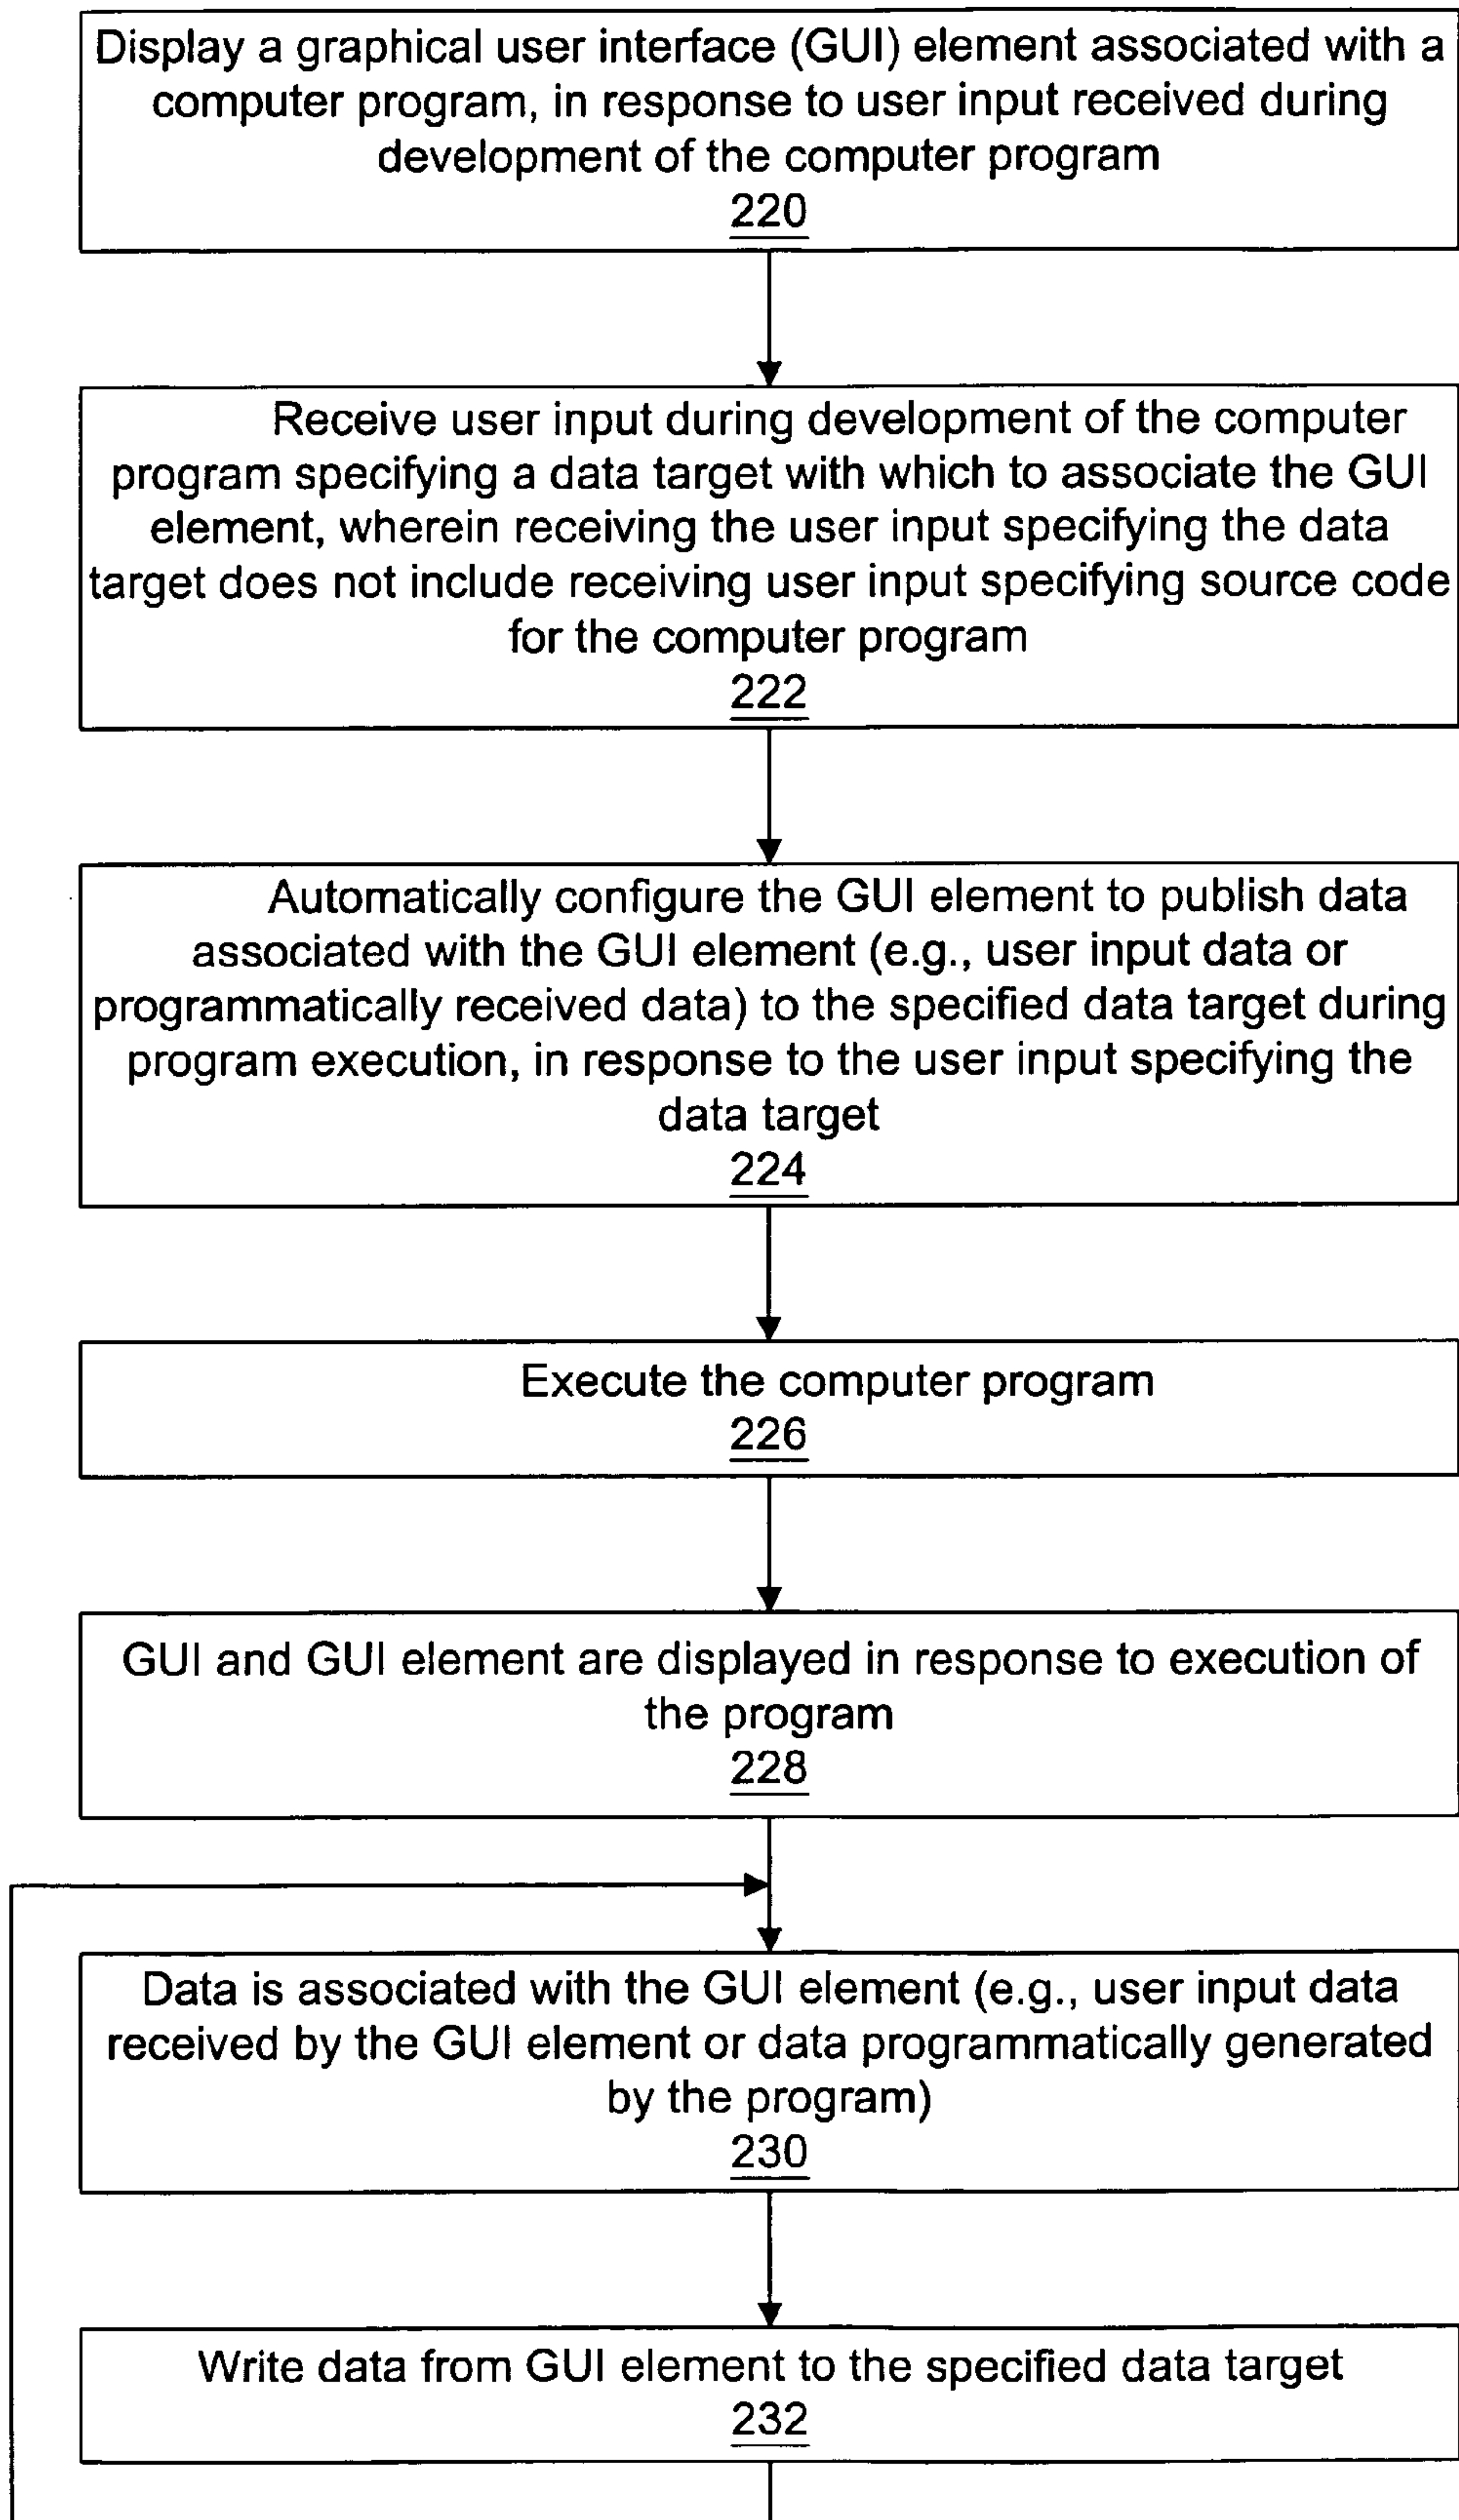 Display a graphical user interface (GUI) element associated with a
computer program, in response to user input received during
development of the computer program
220
Receive user input during development of the computer
program specifying a data target with which to associate the GUI
element, wherein receiving the user input specifying the data
target does not include receiving user input specifying source code
for the computer program
222
Automatically configure the GUI element to publish data
associated with the GUI element (e.g., user input data or
programmatically received data) to the specified data target during
program execution, in response to the user input specifying the
data target
224
Execute the computer program
226
GUI and GUI element are displayed in response to execution of
the program
228
Data is associated with the GUI element (e.g., user input data
received by the GUI element or data programmatically generated
by the program)
230
Write data from GUI element to the specified data target
232